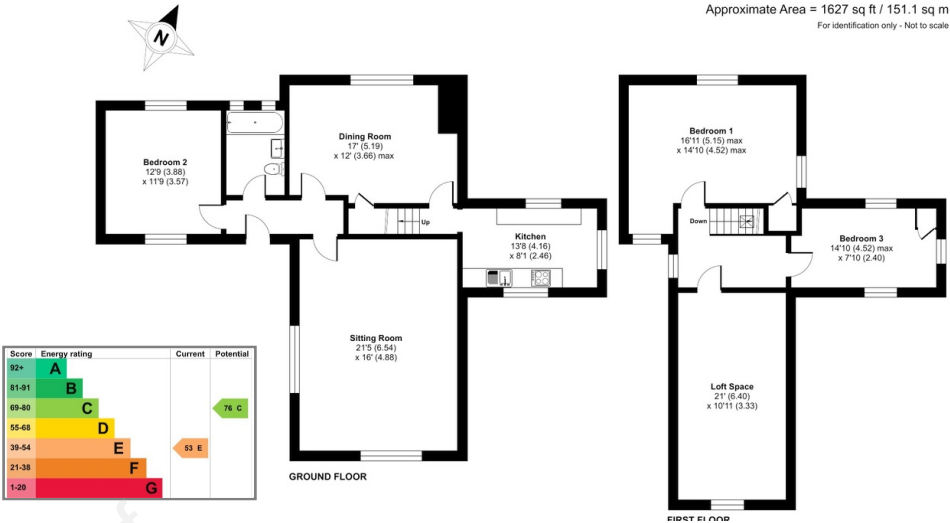 Approximate Area = 1627 sq ft / 151.1 sq m
For identification only - Not to scale
N
Bedroom 2
12'9 (3.88)
x 11'9 (3.57)
Dining Room
17' (5.19)
x 12' (3.66) max
Up
Kitchen
13'8 (4.16)
x 8'1 (2.46)
Sitting Room
21'5 (6.54)
x 16' (4.88)
GROUND FLOOR
Bedroom 1
16'11 (5.15) max
x 14'10 (4.52) max
Down
Bedroom 3
14'10 (4.52) max
x 7'10 (2.40)
Loft Space
21' (6.40)
x 10'11 (3.33)
FIRST FLOOR
Score Energy rating Current Potential
92+ A
81-91 B
69-80 C 76 C
55-68 D
39-54 E 53 E
21-38 F
1-20 G